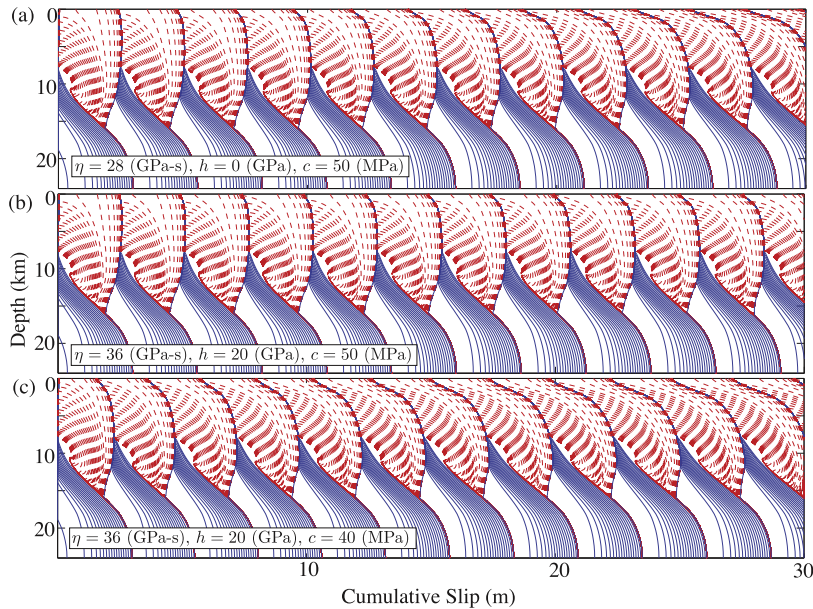 (a)
0
10
20
η = 28 (GPa-s), h = 0 (GPa), c = 50 (MPa)
(b)
0
10
20
Depth (km)
η = 36 (GPa-s), h = 20 (GPa), c = 50 (MPa)
(c)
0
10
20
η = 36 (GPa-s), h = 20 (GPa), c = 40 (MPa)
10 20 30
Cumulative Slip (m)